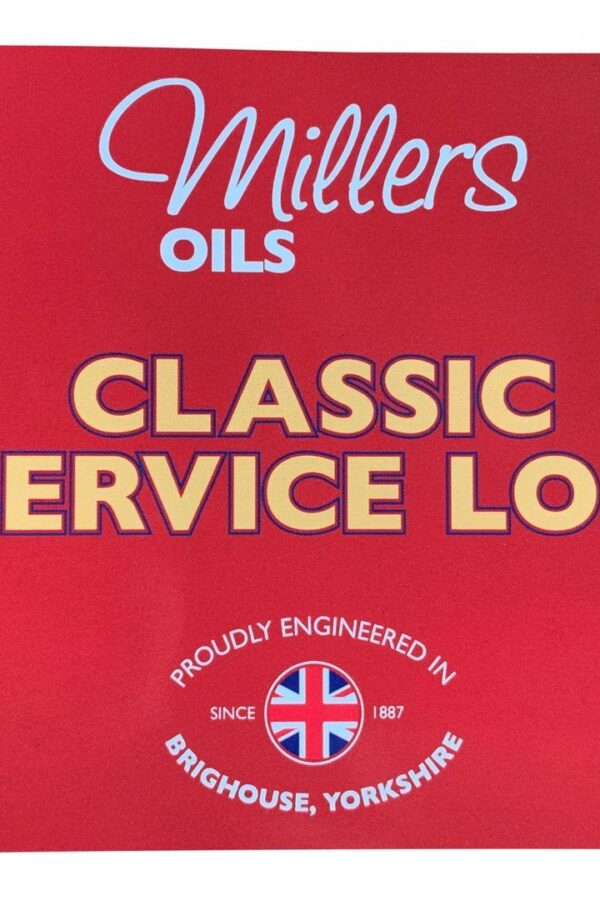 Millers
OILS
CLASSIC
ERVICE LO
PROUDLY ENGINEERED IN
SINCE 1887
BRIGHOUSE, YORKSHIRE